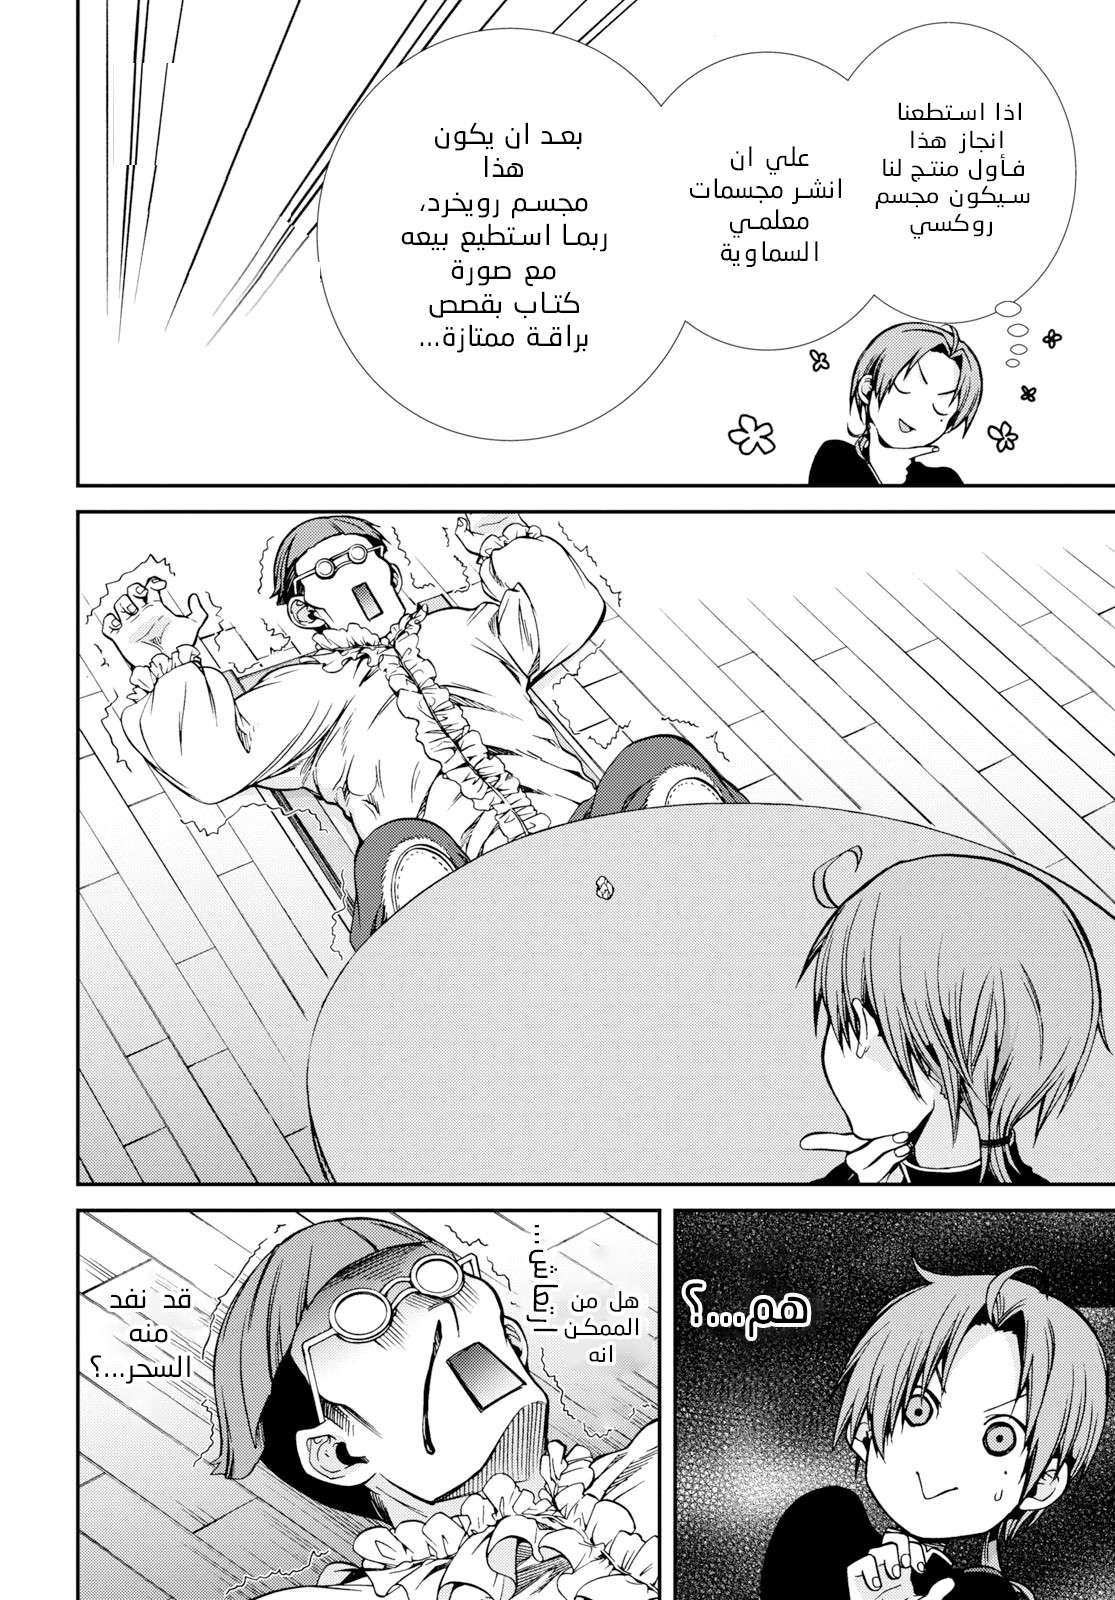 اذا استطعنا
انجاز هذا
فأول منتج لنا
سيكون مجسم
روكسي
علي ان
انشر مجسمات
معلمي
السماوية
بعد ان يكون
هذا
مجسم رويخرد،
ربما استطيع بيعه
مع صورة
كتاب بقصص
براقة ممتازة...
هم...؟
ارتعاش...
هل من
الممكن
انه
قد نفد
منه
السحر...؟